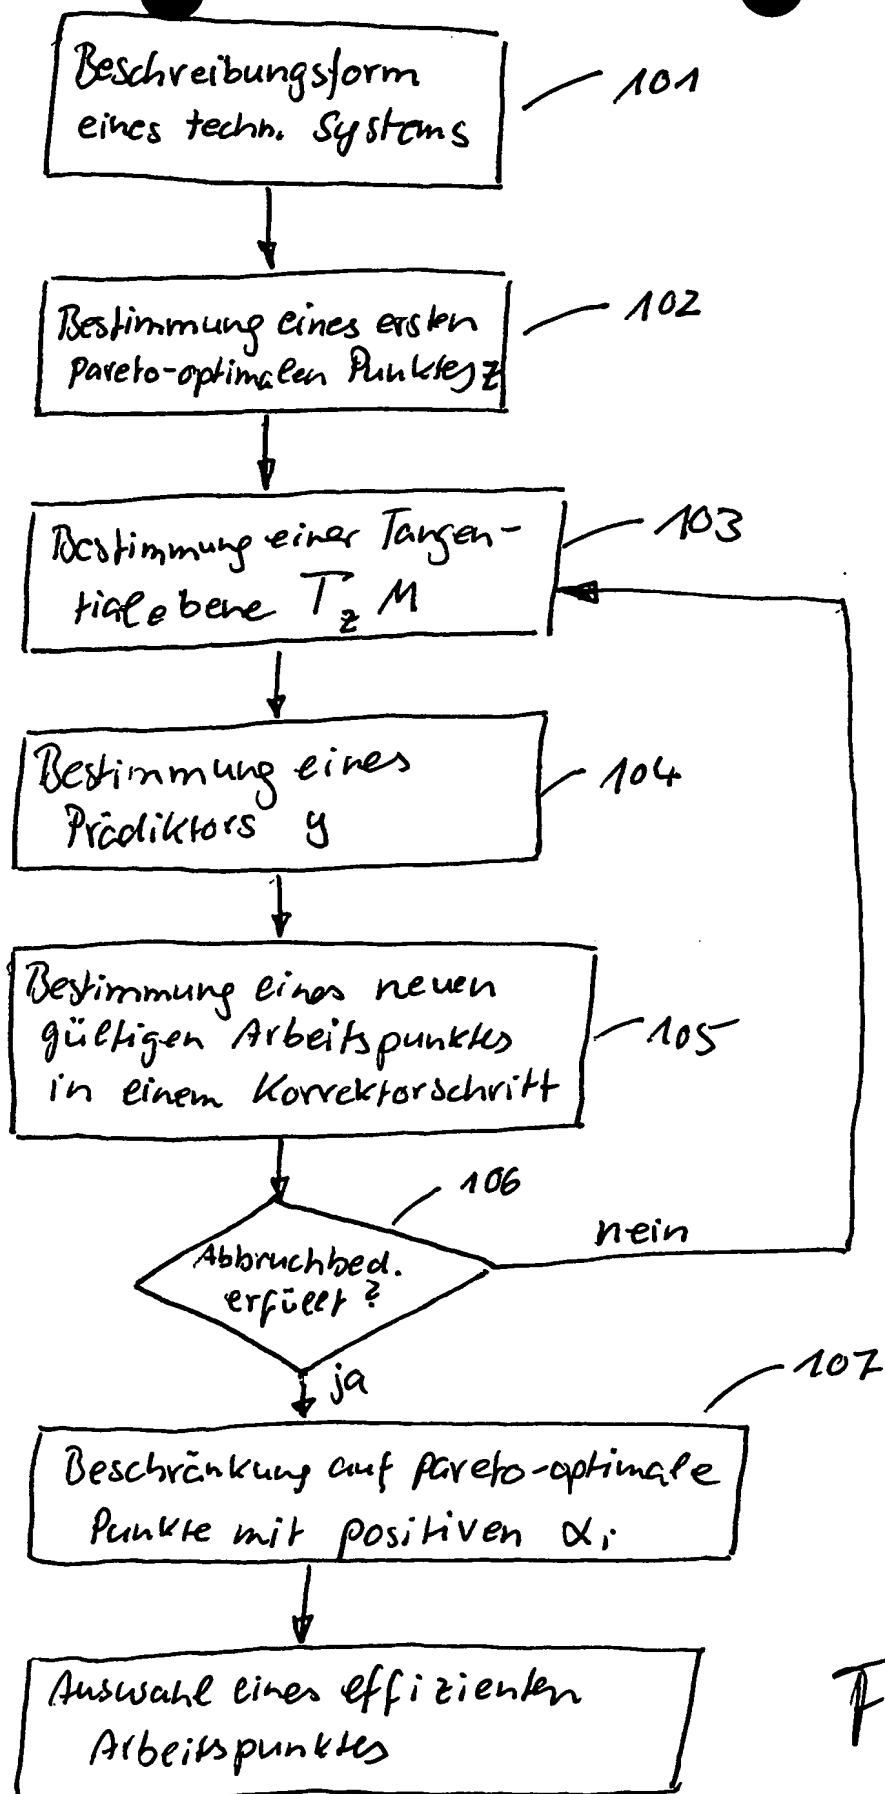 Beschreibungsform
eines techn. Systems
101
Bestimmung eines ersten
pareto-optimalen Punktes z
102
Bestimmung einer Tangen-
tialebene T_z M
103
Bestimmung eines
Prädiktors y
104
Bestimmung eines neuen
gültigen Arbeitspunktes
in einem Korrektorschritt
105
106
Abbruchbed.
erfüllt?
nein
ja
107
Beschränkung auf pareto-optimale
Punkte mit positiven α_i
Auswahl eines effizienten
Arbeitspunktes
F